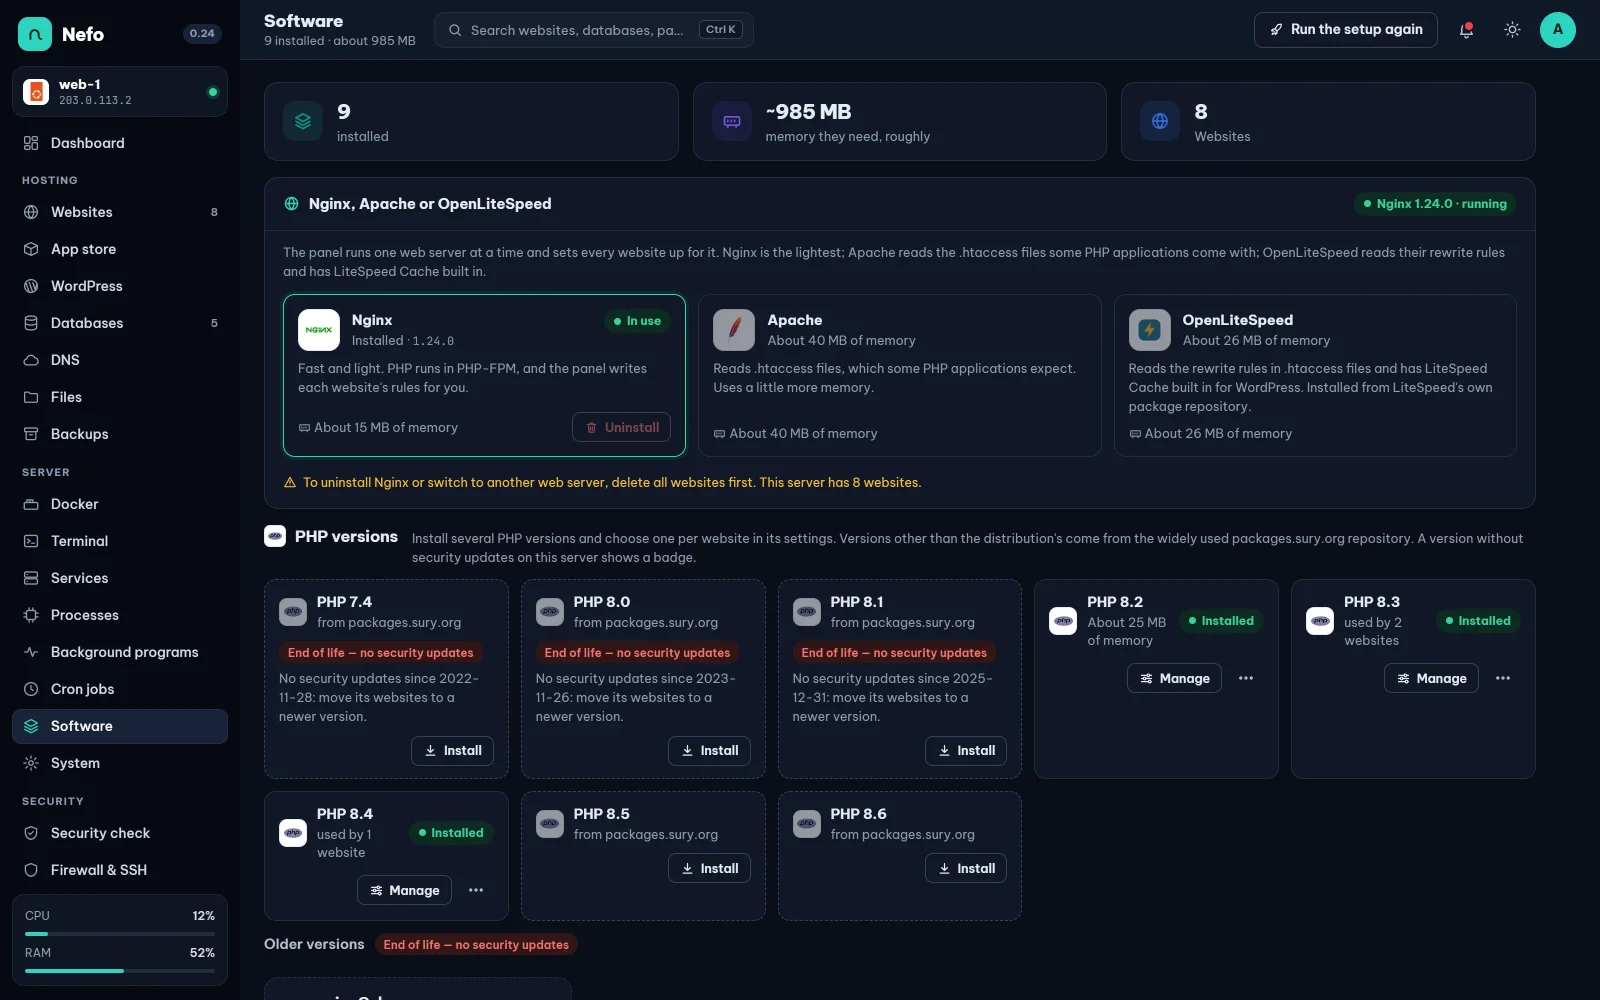 Nefo
0.24
web-1
203.0.113.2
Dashboard
HOSTING
Websites
8
App store
WordPress
Databases
5
DNS
Files
Backups
SERVER
Docker
Terminal
Services
Processes
Background programs
Cron jobs
Software
System
SECURITY
Security check
Firewall & SSH
CPU
12%
RAM
52%
Software
9 installed · about 985 MB
Search websites, databases, pa...
Ctrl K
Run the setup again
A
9
installed
~985 MB
memory they need, roughly
8
Websites
Nginx, Apache or OpenLiteSpeed
Nginx 1.24.0 · running
The panel runs one web server at a time and sets every website up for it. Nginx is the lightest; Apache reads the .htaccess files some PHP applications come with; OpenLiteSpeed reads their rewrite rules
and has LiteSpeed Cache built in.
NGINX
Nginx
Installed · 1.24.0
In use
Fast and light. PHP runs in PHP-FPM, and the panel writes
each website's rules for you.
About 15 MB of memory
Uninstall
Apache
About 40 MB of memory
Reads .htaccess files, which some PHP applications expect.
Uses a little more memory.
About 40 MB of memory
OpenLiteSpeed
About 26 MB of memory
Reads the rewrite rules in .htaccess files and has LiteSpeed
Cache built in for WordPress. Installed from LiteSpeed's own
package repository.
About 26 MB of memory
To uninstall Nginx or switch to another web server, delete all websites first. This server has 8 websites.
php
PHP versions
Install several PHP versions and choose one per website in its settings. Versions other than the distribution's come from the widely used packages.sury.org repository. A version without
security updates on this server shows a badge.
php
PHP 7.4
from packages.sury.org
End of life — no security updates
No security updates since 2022-
11-28: move its websites to a
newer version.
Install
php
PHP 8.0
from packages.sury.org
End of life — no security updates
No security updates since 2023-
11-26: move its websites to a
newer version.
Install
php
PHP 8.1
from packages.sury.org
End of life — no security updates
No security updates since 2025-
12-31: move its websites to a
newer version.
Install
php
PHP 8.2
About 25 MB
of memory
Installed
Manage
php
PHP 8.3
used by 2
websites
Installed
Manage
php
PHP 8.4
used by 1
website
Installed
Manage
php
PHP 8.5
from packages.sury.org
Install
php
PHP 8.6
from packages.sury.org
Install
Older versions
End of life — no security updates